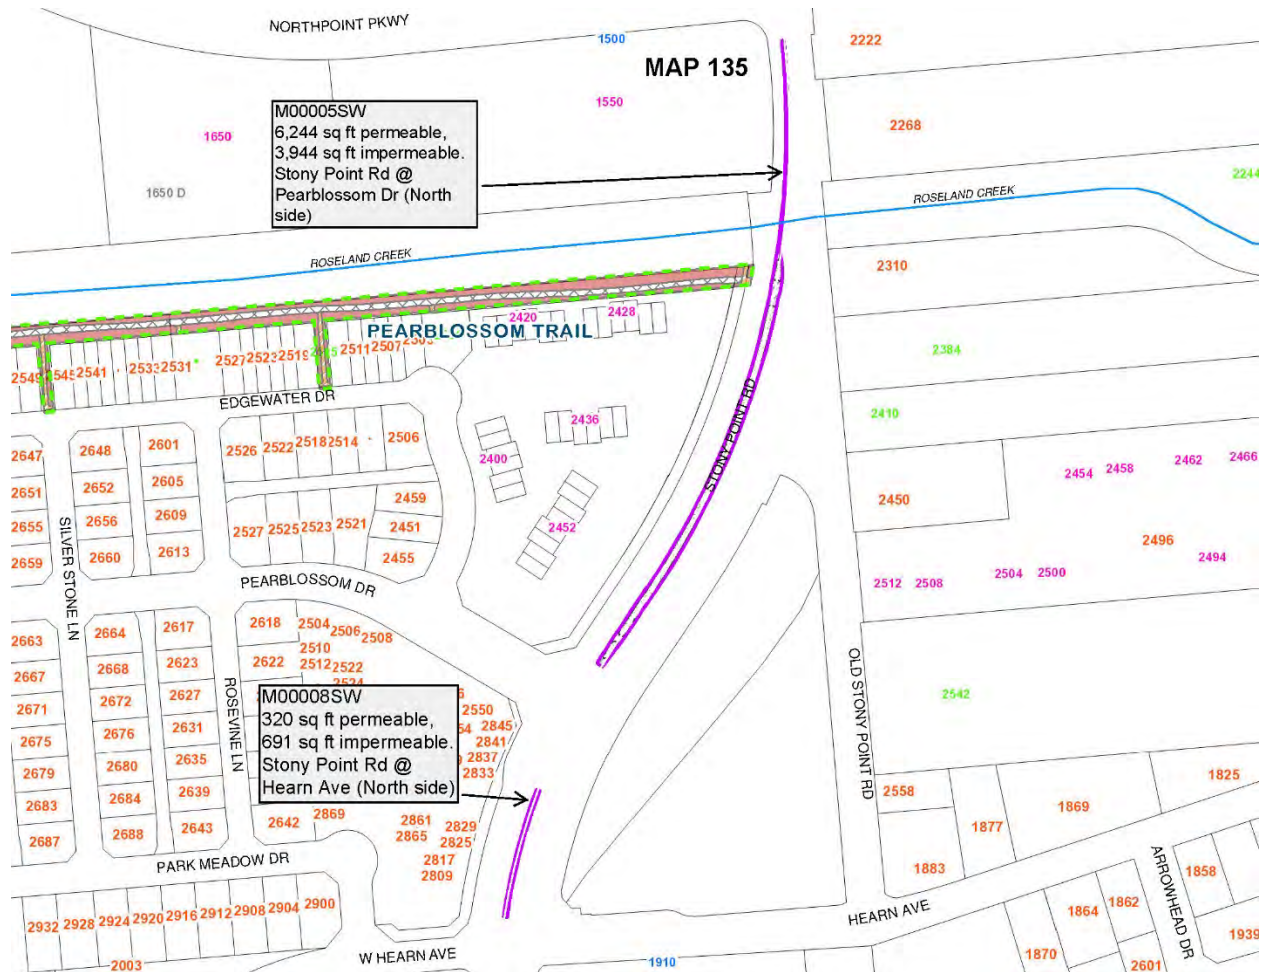 NORTHPOINT PKWY
1500
2222
MAP 135
1550
2268
M00005SW
6,244 sq ft permeable,
3,944 sq ft impermeable.
Stony Point Rd @
Pearblossom Dr (North
side)
1650
1650 D
2244
ROSELAND CREEK
ROSELAND CREEK
2310
2420
2428
PEARBLOSSOM TRAIL
2384
2549 2541 2533 2531 2527 2523 2519 2511 2507
EDGEWATER DR
2410
2436
STONY POINT RD
2647 2648 2601 2526 2522 2518 2514 2506
2400
2454 2458 2462 2466
2651 2652 2605
2459
2450
2655 2656 2609 2527 2525 2523 2521 2451
2452
2496
2659 2660 2613 2455
2494
SILVER STONE LN
PEARBLOSSOM DR
2512 2508 2504 2500
2663 2664 2617 2618 2504 2506 2508
2510
2667 2668 2623 2622 2512 2522
2671 2672 2627
ROSEVINE LN
OLD STONY POINT RD
2542
M00008SW
320 sq ft permeable,
691 sq ft impermeable.
Stony Point Rd @
Hearn Ave (North side)
2550
2845
2841
2837
2833
2675 2676 2631
2679 2680 2635
2683 2684 2639
2687 2688 2643 2642 2869
2861 2829
2865 2825
2817
2809
2558
1877
1869
1825
1883
PARK MEADOW DR
HEARN AVE
ARROWHEAD DR
1858
2932 2928 2924 2920 2916 2912 2908 2904 2900
1864 1862
1939
W HEARN AVE
1870
2003
1910
2601